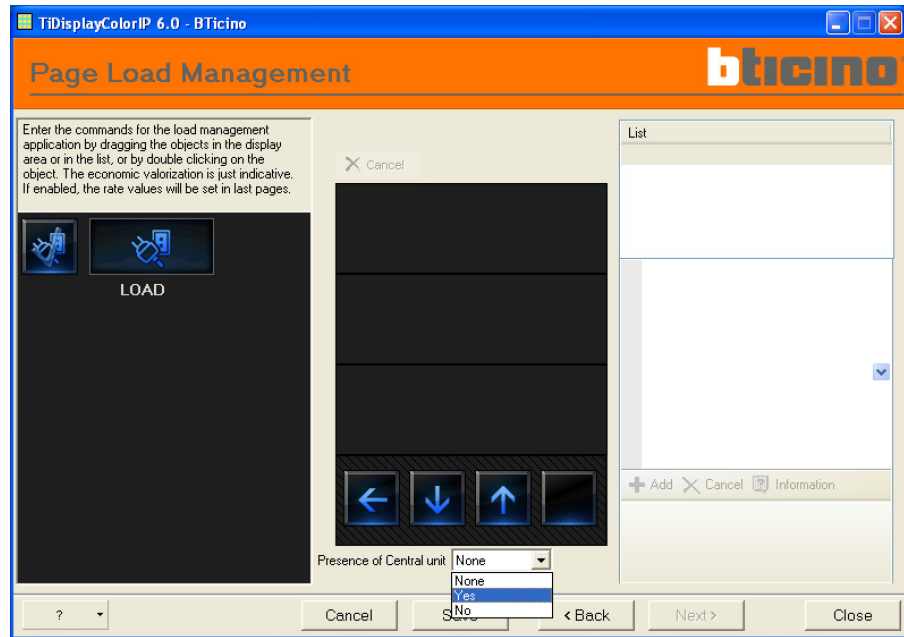 TiDisplayColorIP 6.0 - BTicino
Page Load Management
bticino
Enter the commands for the load management
application by dragging the objects in the display
area or in the list, or by double clicking on the
object. The economic valorization is just indicative.
If enabled, the rate values will be set in last pages.
LOAD
Cancel
List
Add Cancel Information
Presence of Central unit None
None
Yes
No
? Cancel Save < Back Next > Close